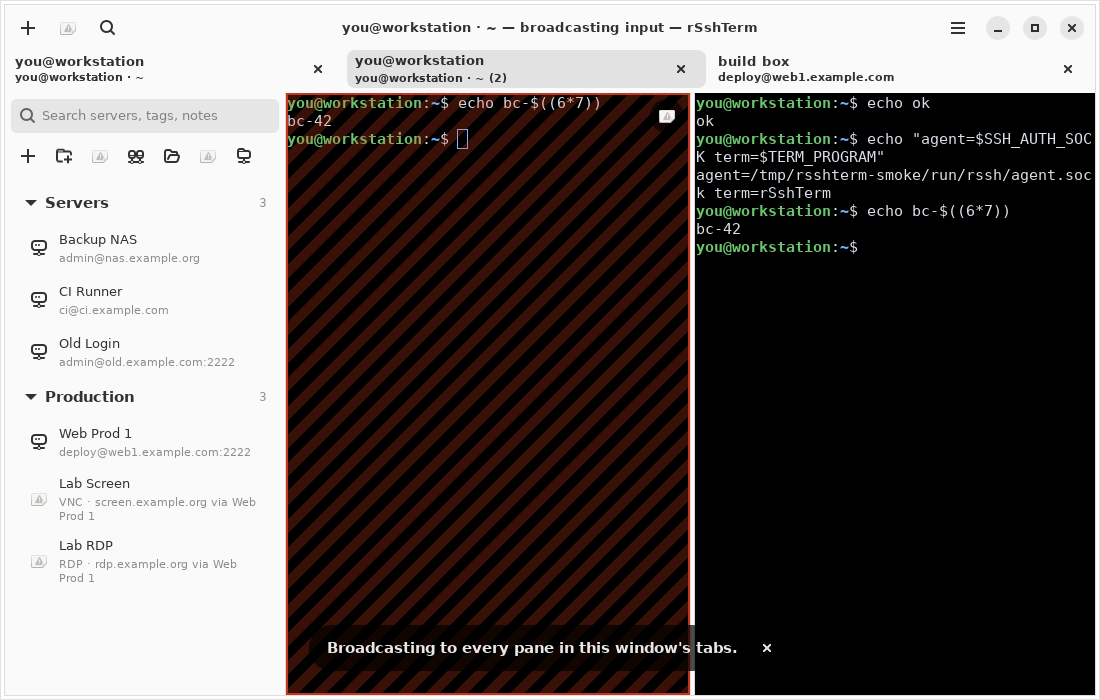 you@workstation · ~ — broadcasting input — rSshTerm
you@workstation
you@workstation · ~
you@workstation
you@workstation · ~ (2)
build box
deploy@web1.example.com
Search servers, tags, notes
Servers 3
Backup NAS
admin@nas.example.org
CI Runner
ci@ci.example.com
Old Login
admin@old.example.com:2222
Production 3
Web Prod 1
deploy@web1.example.com:2222
Lab Screen
VNC · screen.example.org via Web
Prod 1
Lab RDP
RDP · rdp.example.org via Web
Prod 1
you@workstation:~$ echo bc-$((6*7))
bc-42
you@workstation:~$
you@workstation:~$ echo ok
ok
you@workstation:~$ echo "agent=$SSH_AUTH_SOC
K term=$TERM_PROGRAM"
agent=/tmp/rsshterm-smoke/run/rssh/agent.soc
k term=rSshTerm
you@workstation:~$ echo bc-$((6*7))
bc-42
you@workstation:~$
Broadcasting to every pane in this window's tabs.